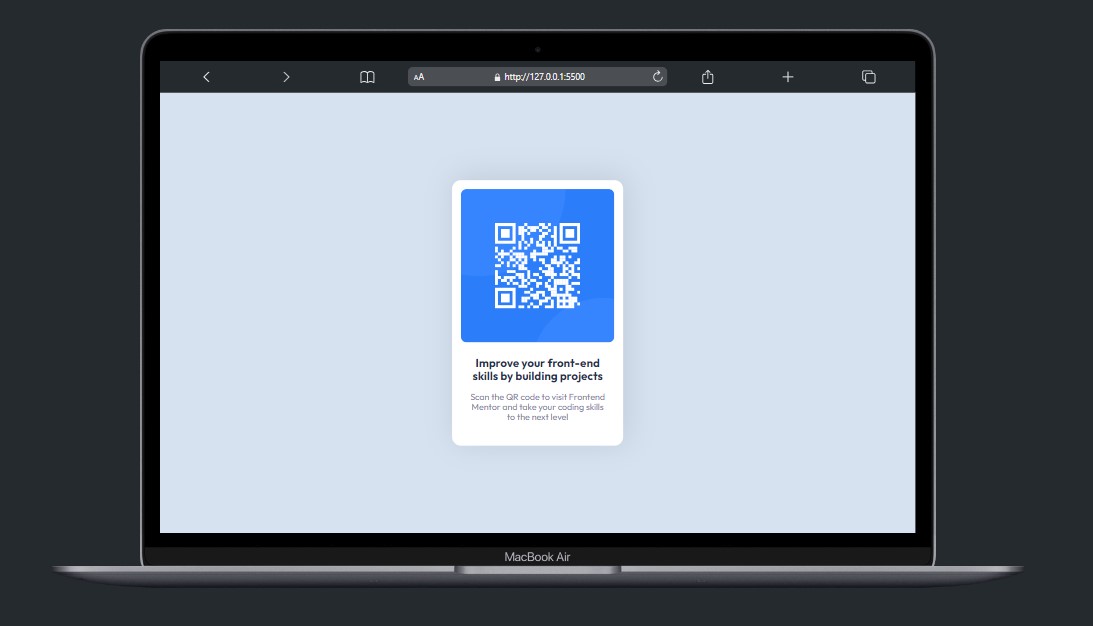 AA
http://127.0.0.1:5500
Improve your front-end
skills by building projects
Scan the QR code to visit Frontend
Mentor and take your coding skills
to the next level
MacBook Air